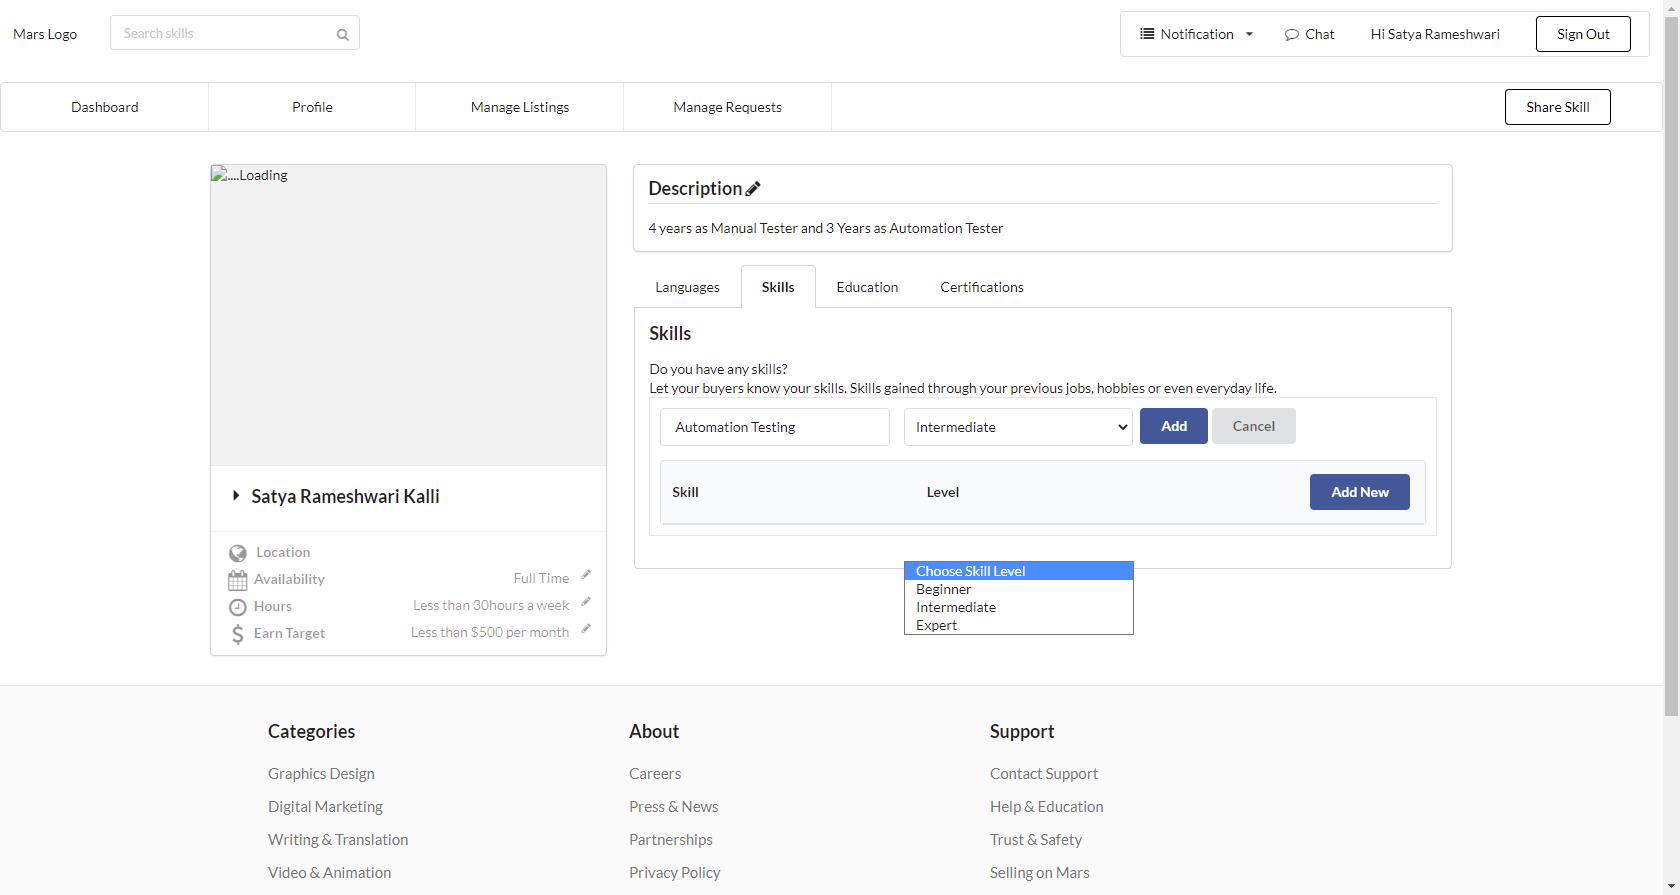 Mars Logo
Search skills
Notification
Chat
Hi Satya Rameshwari
Sign Out
Dashboard
Profile
Manage Listings
Manage Requests
Share Skill
....Loading
Satya Rameshwari Kalli
Location
Availability
Full Time
Hours
Less than 30hours a week
Earn Target
Less than $500 per month
Description
4 years as Manual Tester and 3 Years as Automation Tester
Languages
Skills
Education
Certifications
Skills
Do you have any skills?
Let your buyers know your skills. Skills gained through your previous jobs, hobbies or even everyday life.
Automation Testing
Intermediate
Add
Cancel
Skill
Level
Add New
Choose Skill Level
Beginner
Intermediate
Expert
Categories
Graphics Design
Digital Marketing
Writing & Translation
Video & Animation
About
Careers
Press & News
Partnerships
Privacy Policy
Support
Contact Support
Help & Education
Trust & Safety
Selling on Mars